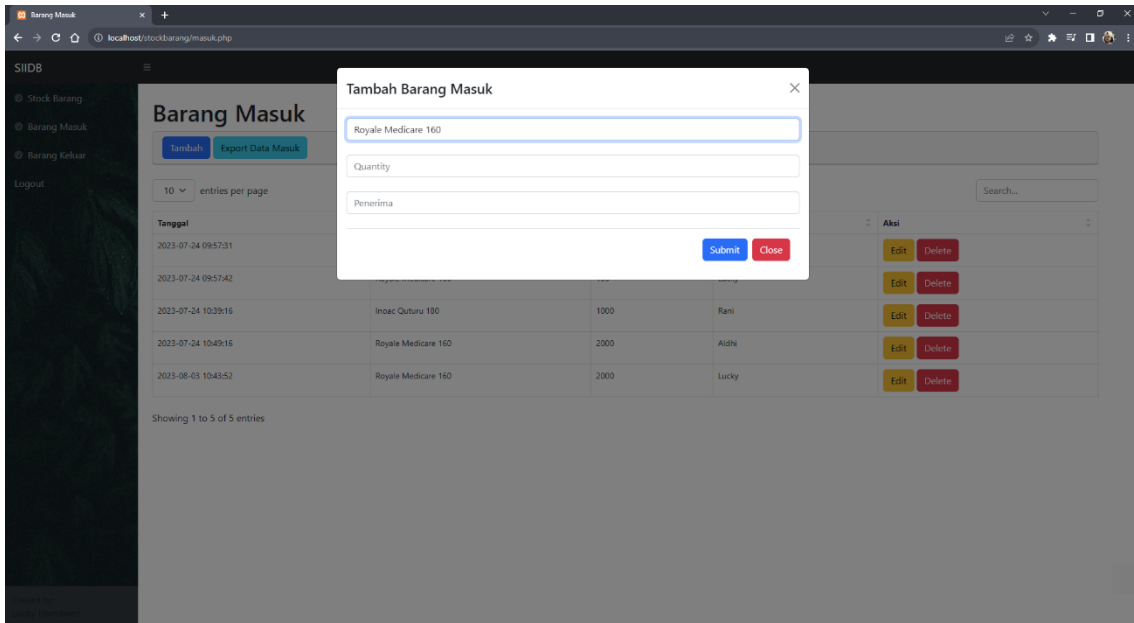 Barang Masuk
localhost/stockbarang/masuk.php
SIIDB
Stock Barang
Barang Masuk
Barang Keluar
Logout
Barang Masuk
Tambah Export Data Masuk
10 entries per page
Search...
Tambah Barang Masuk
Royale Medicare 160
Quantity
Penerima
Submit Close
Tanggal Aksi
2023-07-24 09:57:31 Edit Delete
2023-07-24 09:57:42 Edit Delete
2023-07-24 10:39:16 Inoac Quturu 180 1000 Rani Edit Delete
2023-07-24 10:49:16 Royale Medicare 160 2000 Aldhi Edit Delete
2023-08-03 10:43:52 Royale Medicare 160 2000 Lucky Edit Delete
Showing 1 to 5 of 5 entries